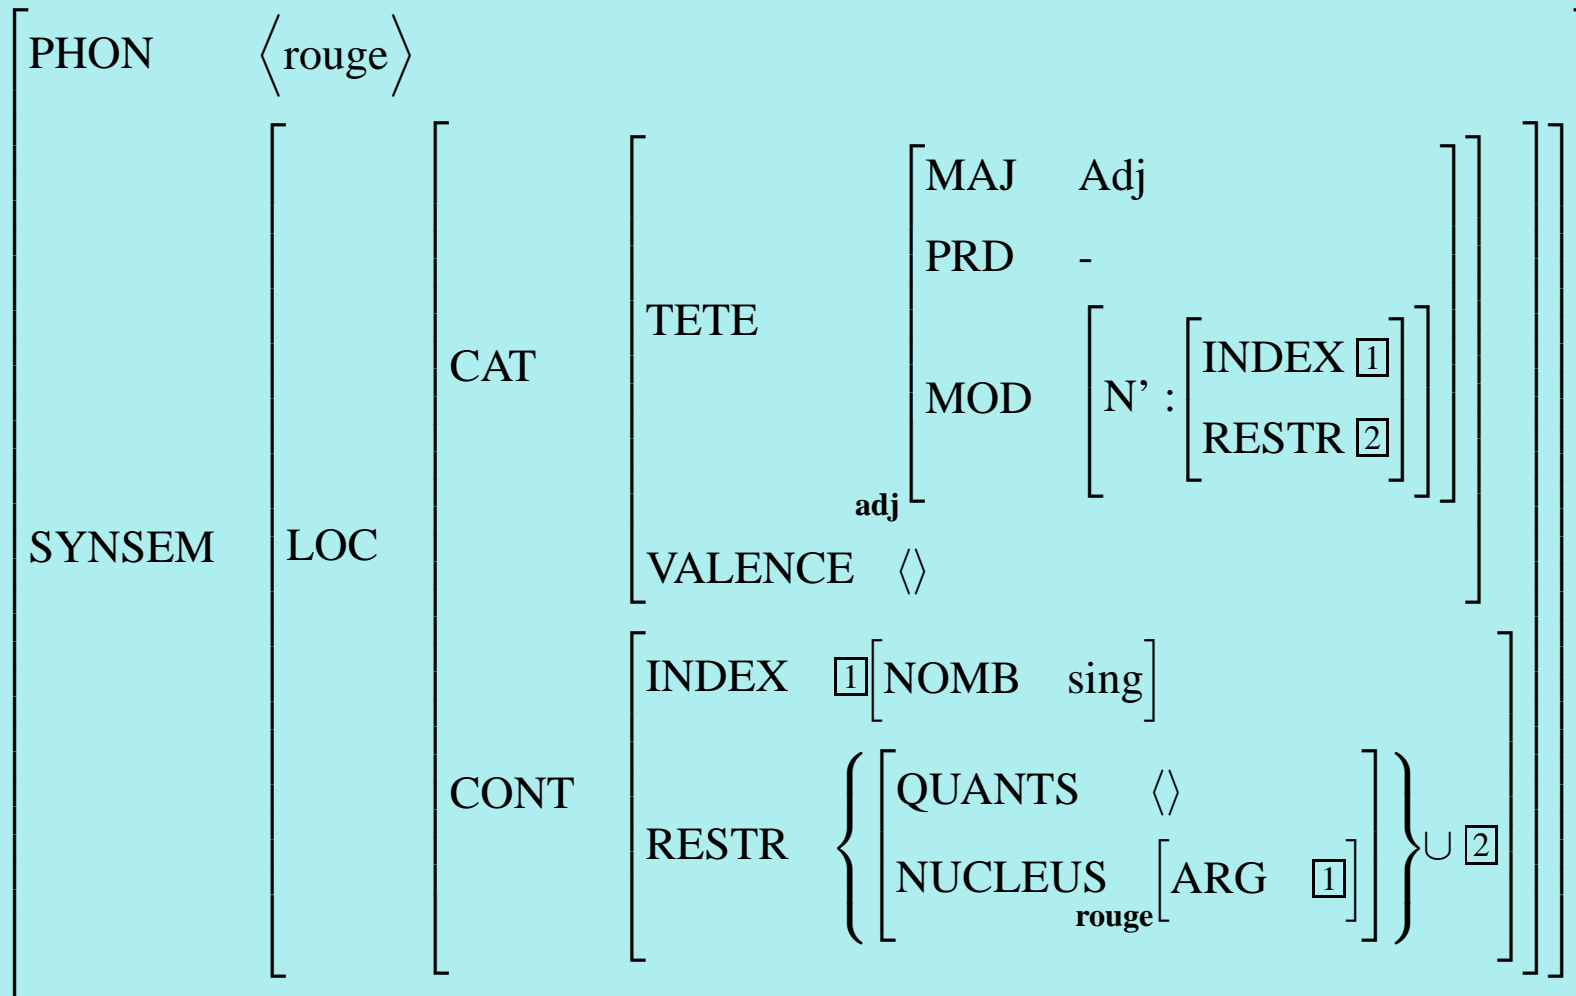 PHON ⟨rouge⟩
MAJ Adj
PRD -
TETE
INDEX 1
CAT
MOD N’ :
RESTR 2
adj
SYNSEM LOC
VALENCE ⟨⟩
INDEX 1 NOMB sing
QUANTS ⟨⟩
CONT
RESTR ∪ 2
NUCLEUS ARG 1
rouge